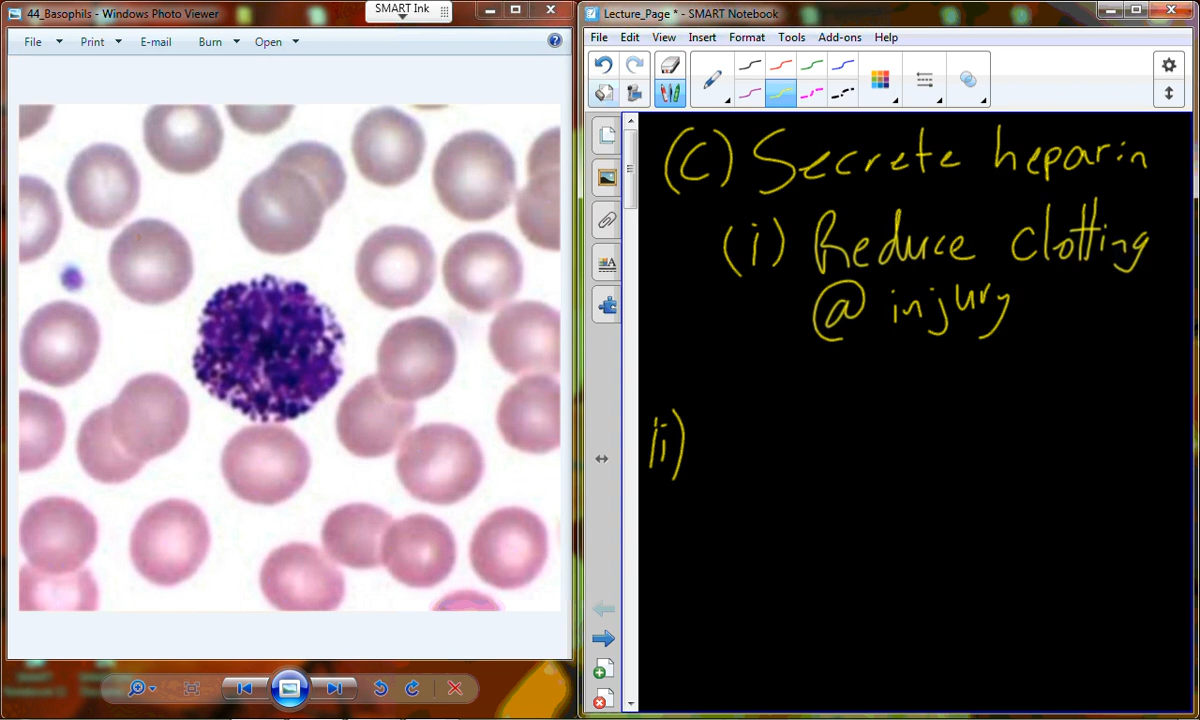 44_Basophils - Windows Photo Viewer
SMART Ink
File Print E-mail Burn Open
Lecture_Page * - SMART Notebook
File Edit View Insert Format Tools Add-ons Help
(C) Secrete heparin
(i) Reduce Clotting
@ injury
ii)